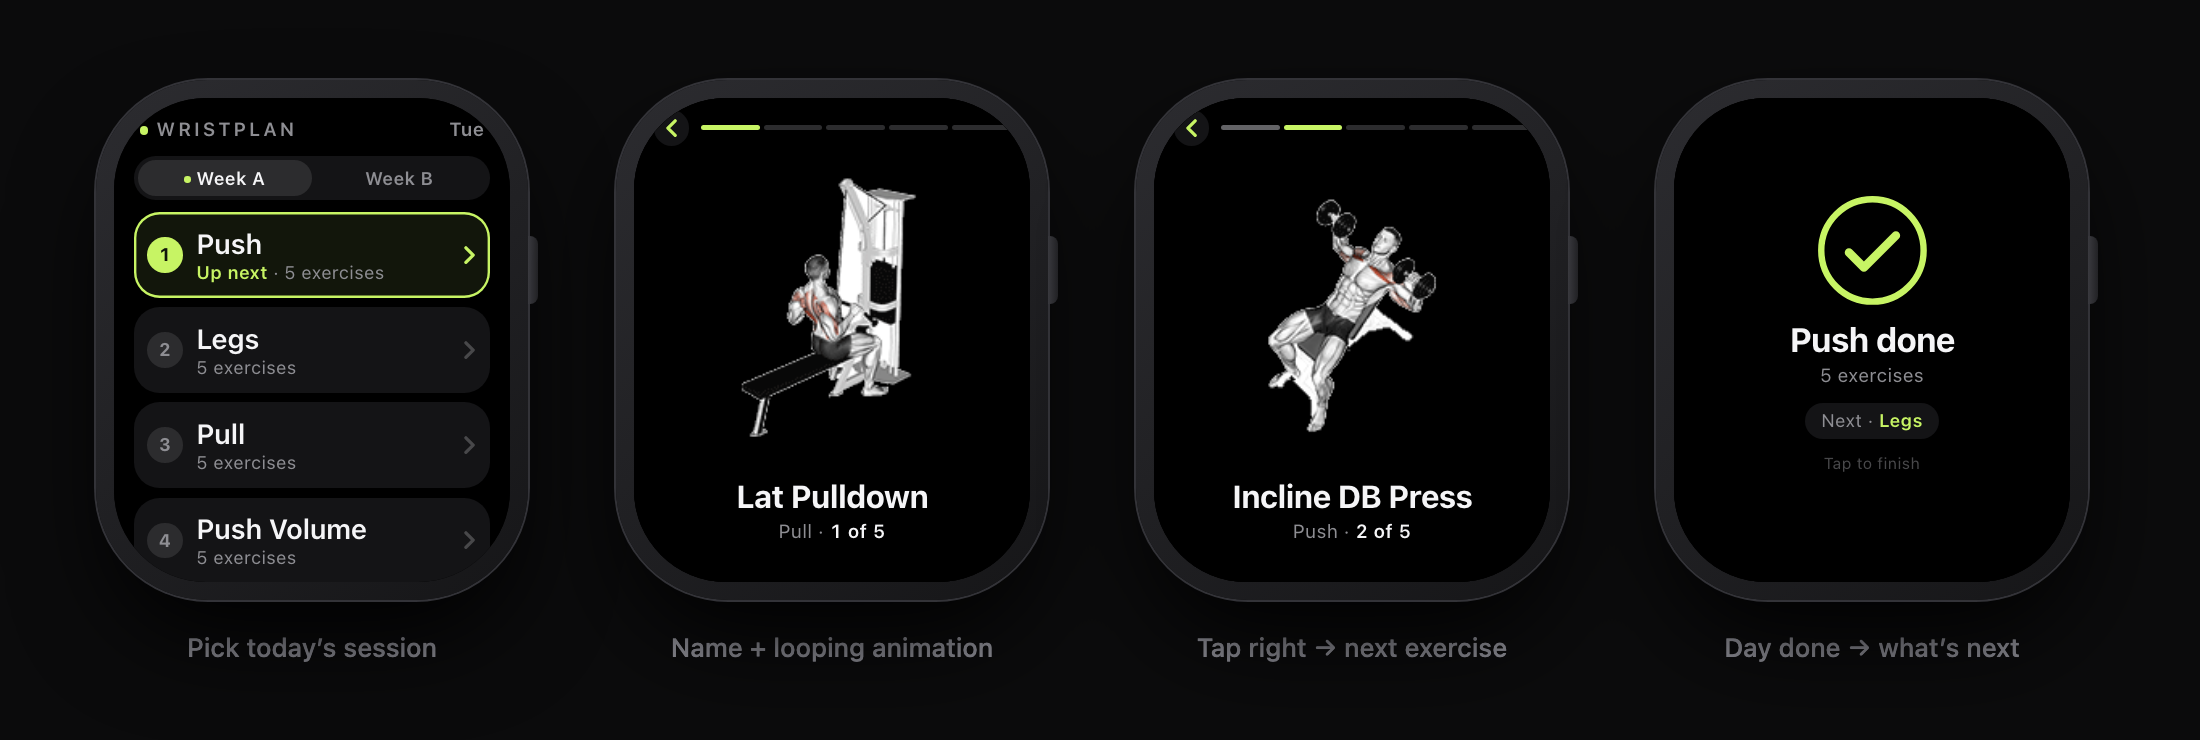 WRISTPLAN
Tue
Week A
Week B
1
Push
Up next · 5 exercises
2
Legs
5 exercises
3
Pull
5 exercises
4
Push Volume
5 exercises
Pick today’s session
Lat Pulldown
Pull · 1 of 5
Name + looping animation
Incline DB Press
Push · 2 of 5
Tap right → next exercise
Push done
5 exercises
Next · Legs
Tap to finish
Day done → what’s next